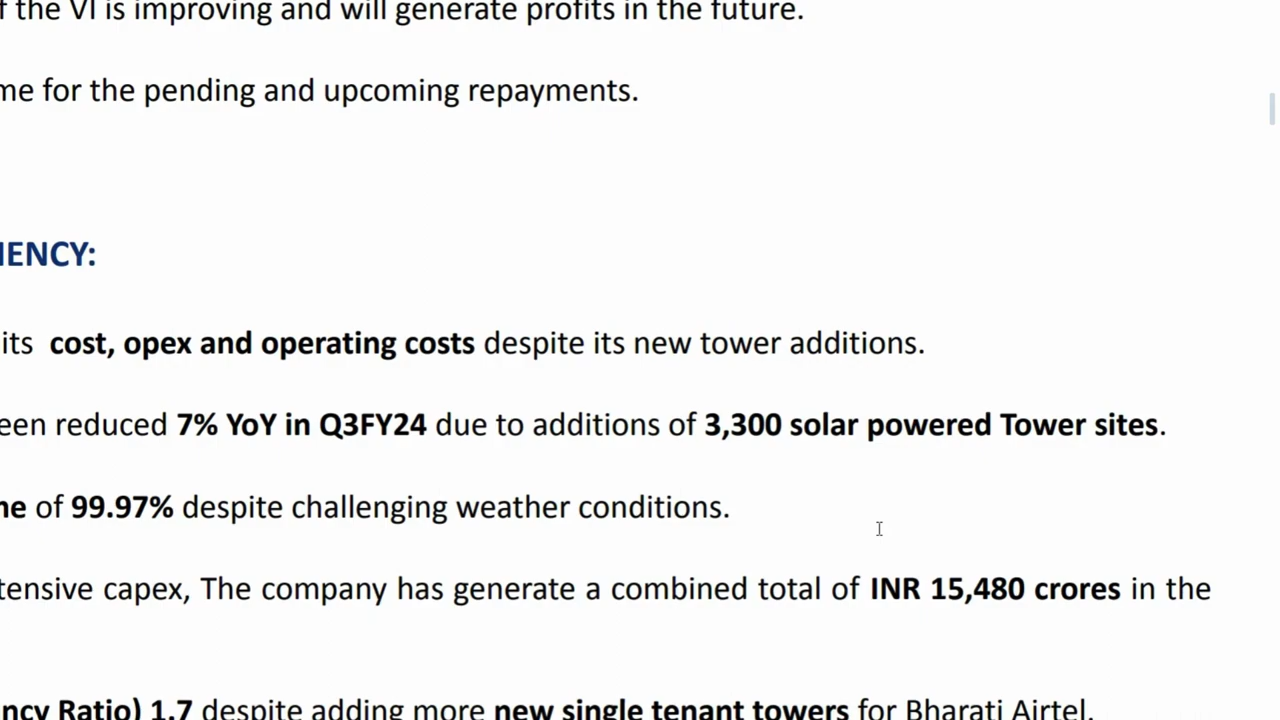 f the VI is improving and will generate profits in the future.
me for the pending and upcoming repayments.
IENCY:
its cost, opex and operating costs despite its new tower additions.
een reduced 7% YoY in Q3FY24 due to additions of 3,300 solar powered Tower sites.
ne of 99.97% despite challenging weather conditions.
tensive capex, The company has generate a combined total of INR 15,480 crores in the
ncy Ratio) 1.7 despite adding more new single tenant towers for Bharati Airtel.